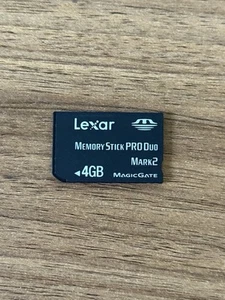 Lexar
MEMORY STICK PRO DUO
MARK2
4GB
MAGICGATE